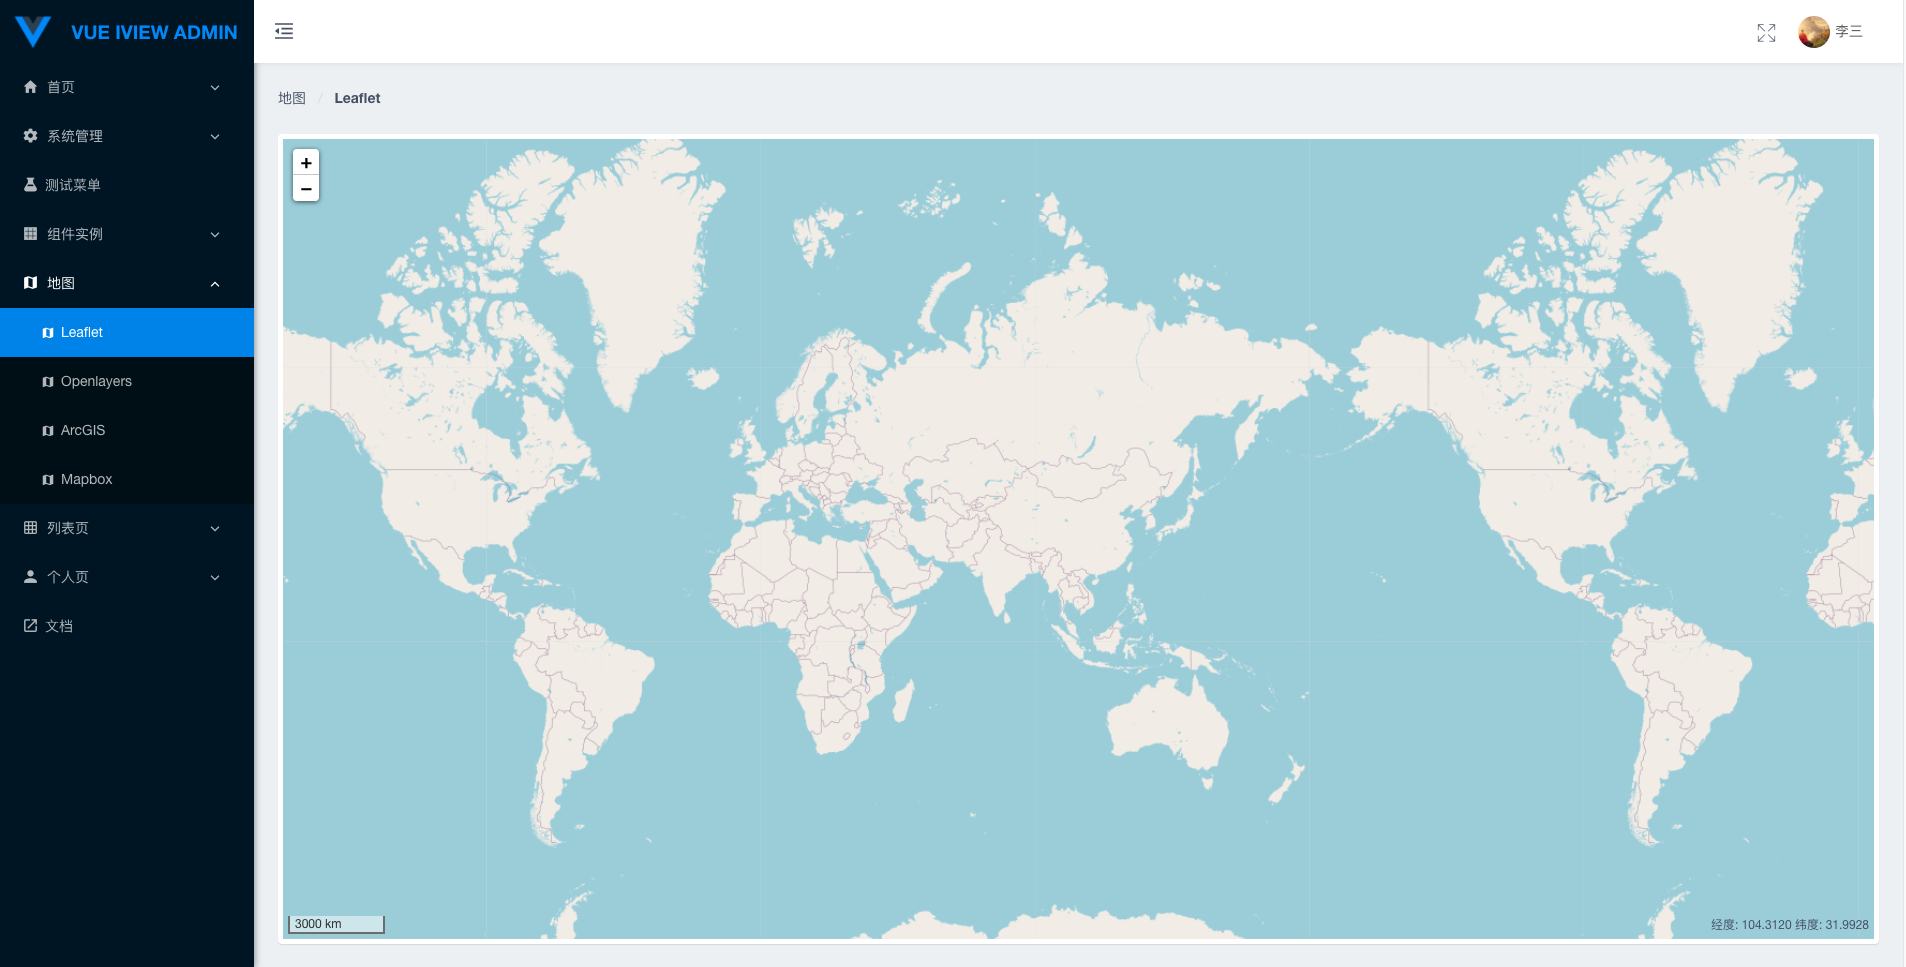 VUE IVIEW ADMIN
李三
首页
系统管理
测试菜单
组件实例
地图
Leaflet
Openlayers
ArcGIS
Mapbox
列表页
个人页
文档
地图 / Leaflet
+
−
3000 km
经度: 104.3120 纬度: 31.9928